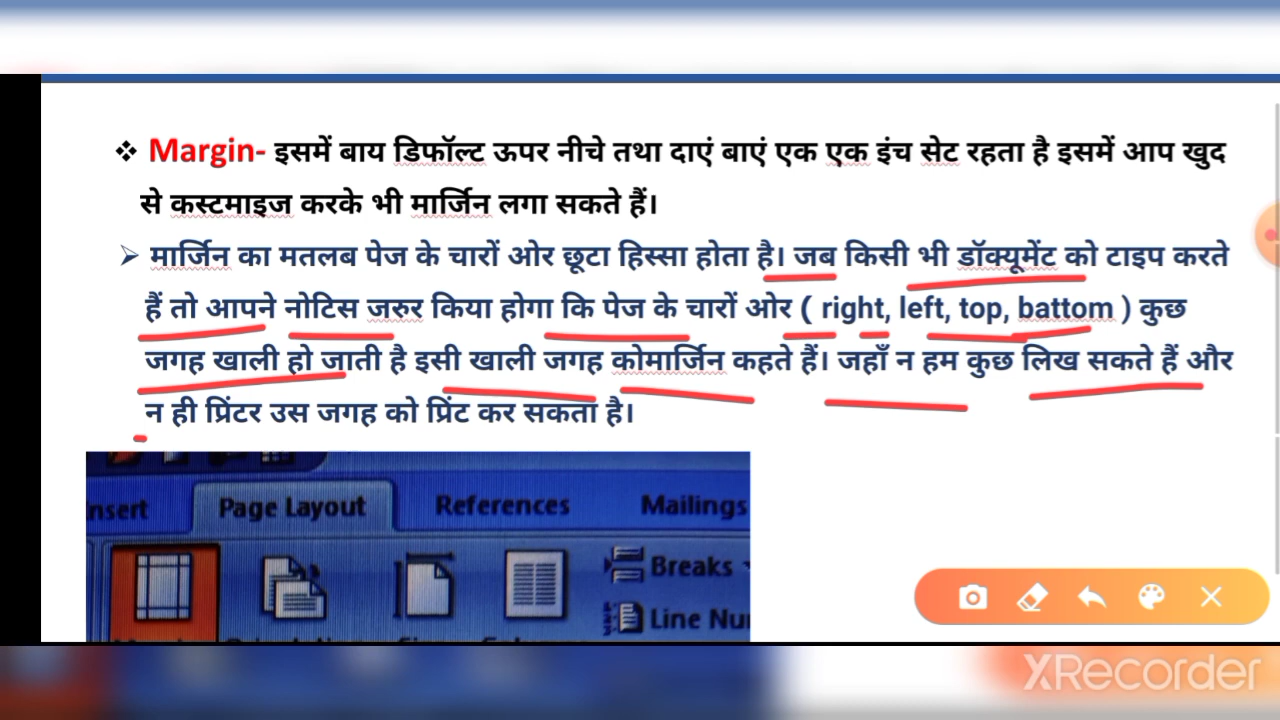 ❖ Margin- इसमें बाय डिफॉल्ट ऊपर नीचे तथा दाएं बाएं एक एक इंच सेट रहता है इसमें आप खुद
से कस्टमाइज करके भी मार्जिन लगा सकते हैं।
➢ मार्जिन का मतलब पेज के चारों ओर छूटा हिस्सा होता है। जब किसी भी डॉक्यूमेंट को टाइप करते
हैं तो आपने नोटिस जरुर किया होगा कि पेज के चारों ओर ( right, left, top, battom ) कुछ
जगह खाली हो जाती है इसी खाली जगह कोमार्जिन कहते हैं। जहाँ न हम कुछ लिख सकते हैं और
न ही प्रिंटर उस जगह को प्रिंट कर सकता है।
nsert Page Layout References Mailings
Breaks
Line Nu
XRecorder